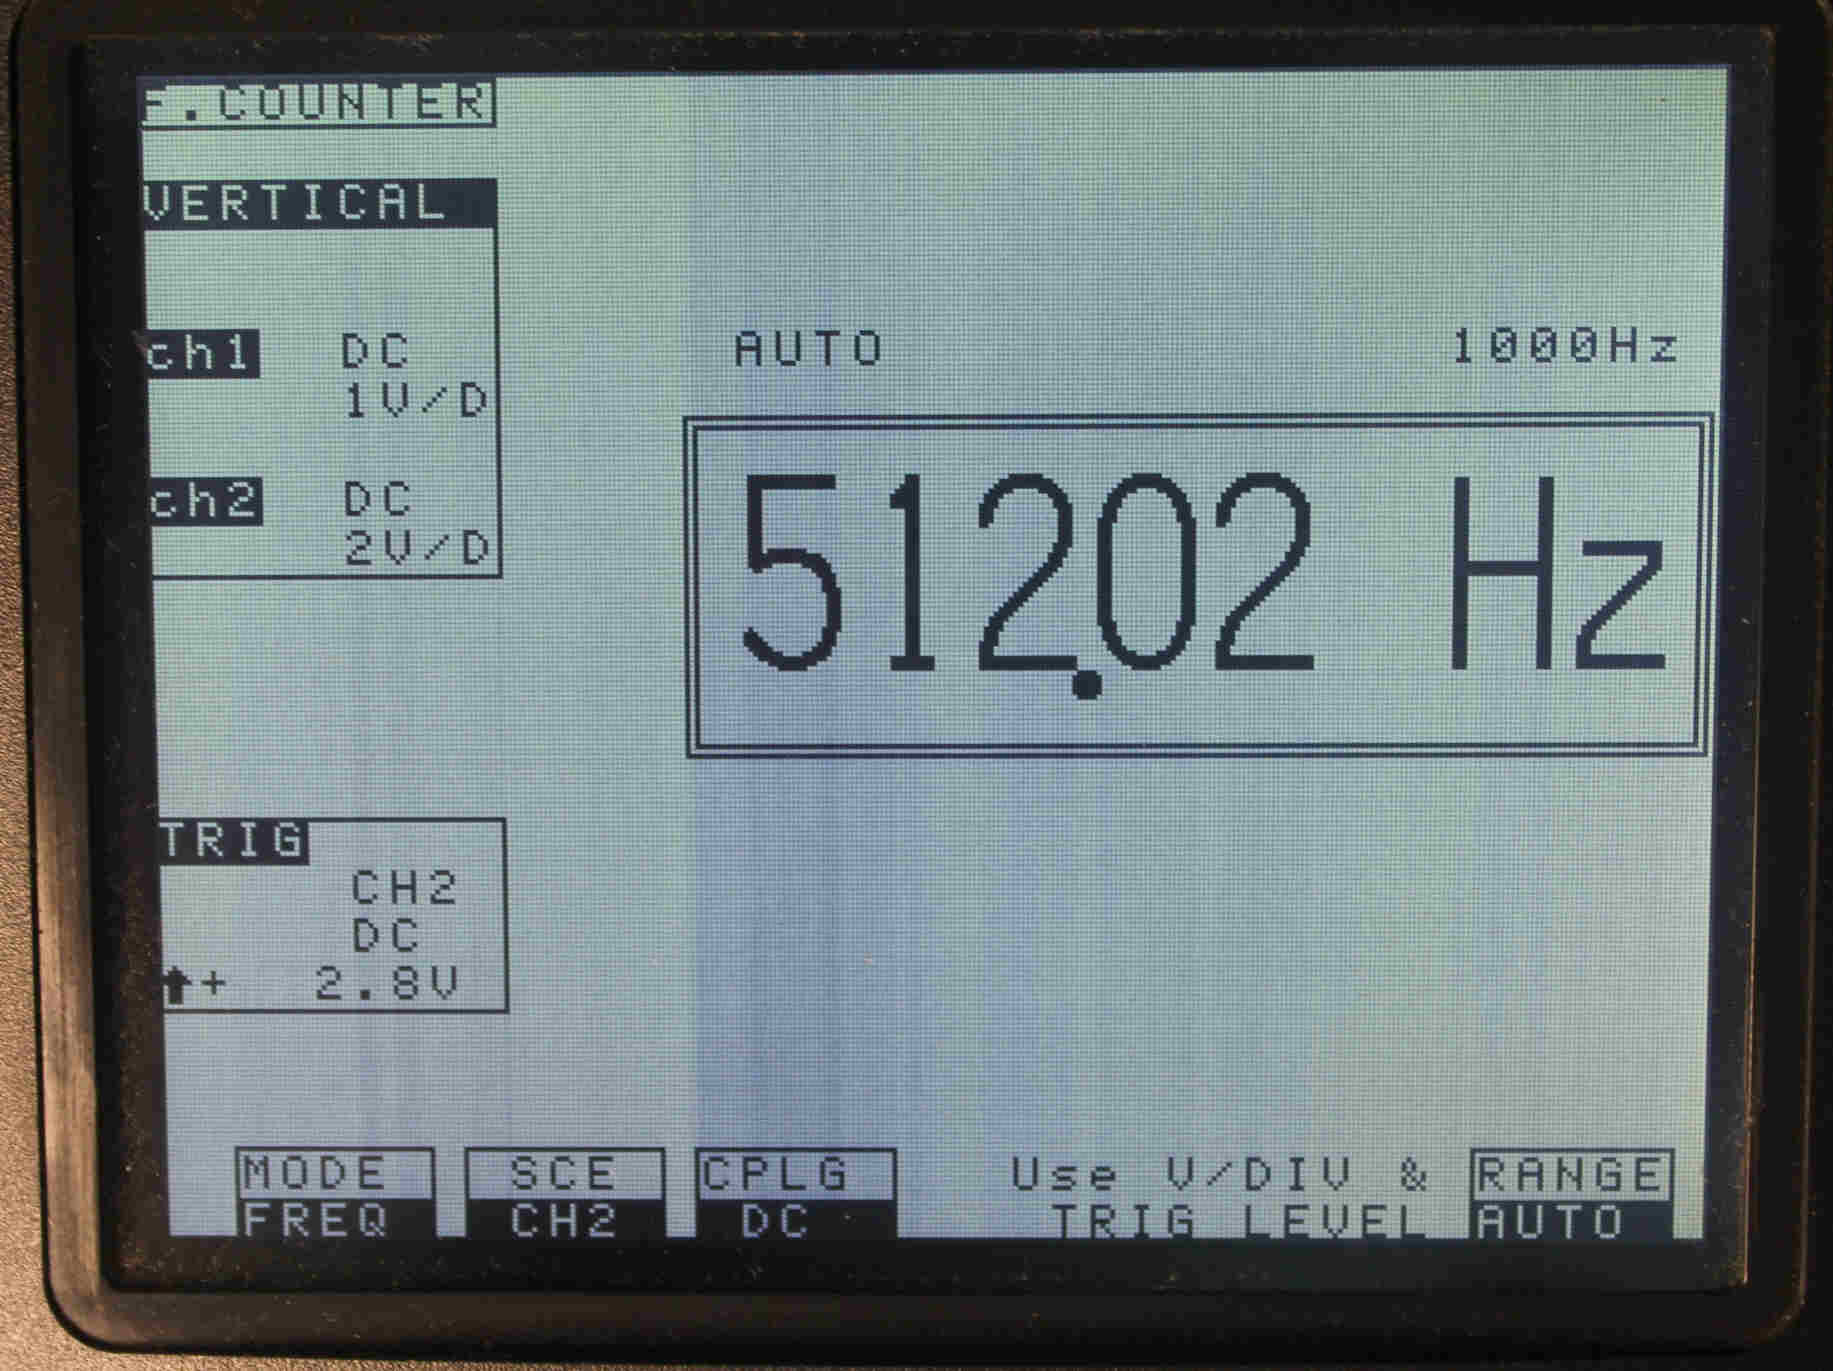 F.COUNTER
VERTICAL
ch1 DC
1V/D
ch2 DC
2V/D
AUTO 1000Hz
512.02 Hz
TRIG
CH2
DC
↑+ 2.8V
MODE SCE CPLG Use V/DIV & RANGE
FREQ CH2 DC TRIG LEVEL AUTO